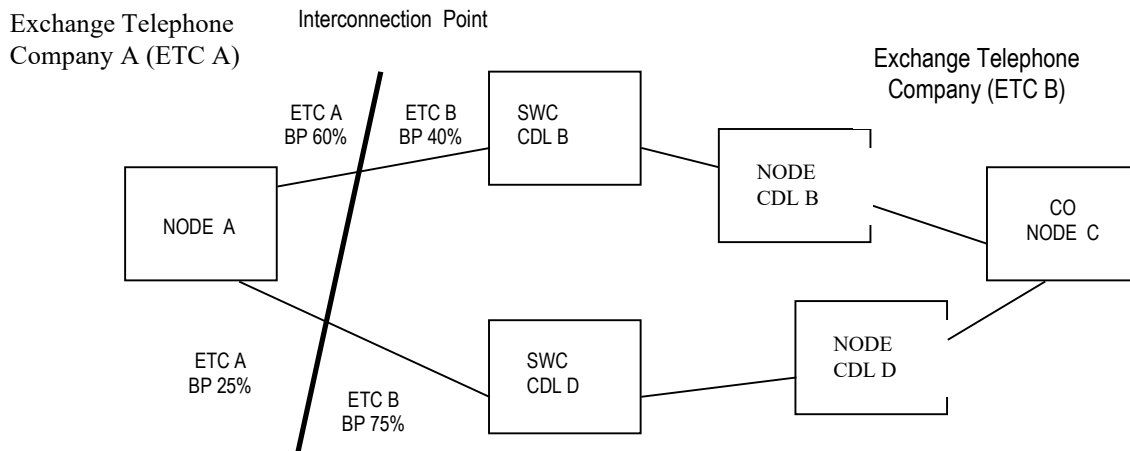 Exchange Telephone
Company A (ETC A)
Interconnection Point
Exchange Telephone
Company (ETC B)
ETC A
BP 60%
ETC B
BP 40%
SWC
CDL B
NODE
CDL B
NODE A
CO
NODE C
ETC A
BP 25%
ETC B
BP 75%
SWC
CDL D
NODE
CDL D